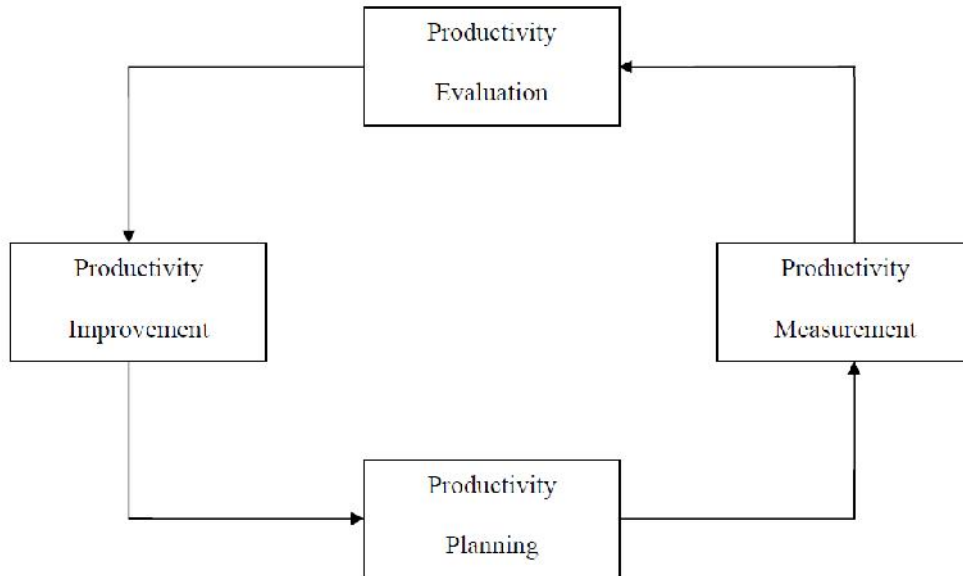 Productivity
Evaluation
Productivity
Improvement
Productivity
Measurement
Productivity
Planning